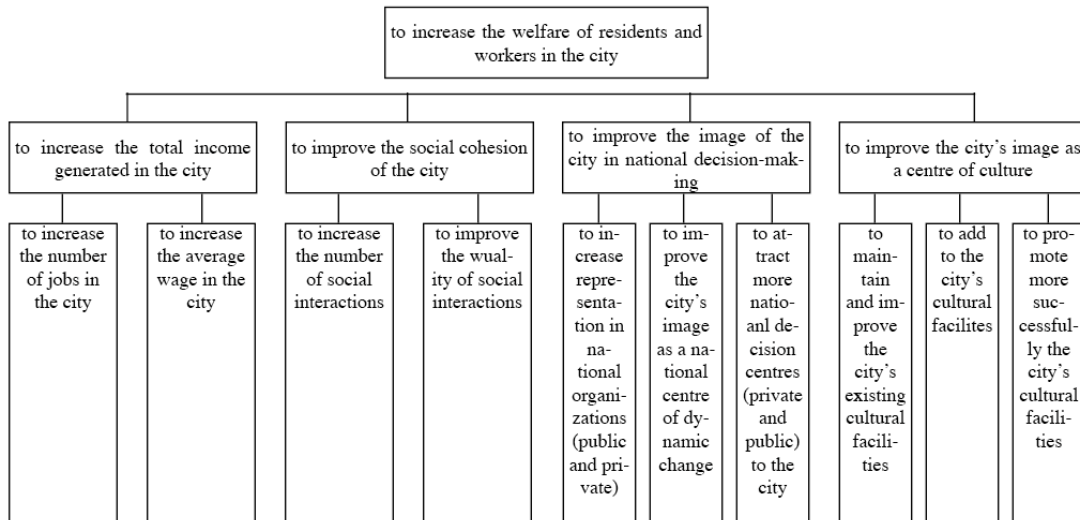 to increase the welfare of residents and
workers in the city
to increase the total income
generated in the city
to improve the social cohesion
of the city
to improve the image of the
city in national decision-mak-
ing
to improve the city's image as
a centre of culture
to increase
the number
of jobs in
the city
to increase
the average
wage in the
city
to increase
the number
of social
interactions
to improve
the wual-
ity of social
interactions
to in-
crease
repre-
senta-
tion in
na-
tional
organi-
zations
(public
and pri-
vate)
to im-
prove
the
city's
image
as a na-
tional
centre
of dy-
namic
change
to at-
tract
more
natio-
anl de-
cision
centres
(private
and
public)
to the
city
to
main-
tain
and im-
prove
the
city's
existing
cultural
facili-
ties
to add
to the
city's
cultural
facilites
to pro-
mote
more
suc-
cessful-
ly the
city's
cultural
facili-
ties